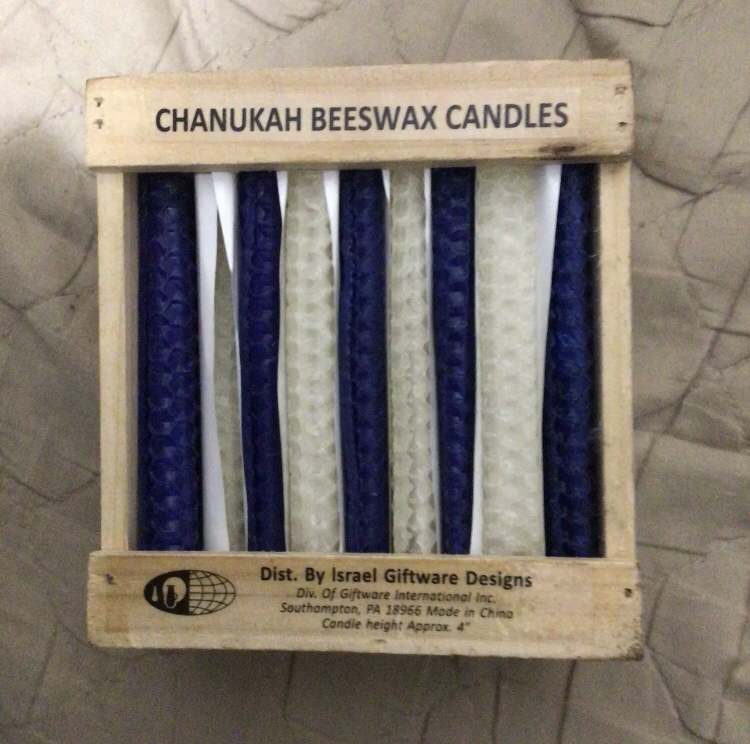 CHANUKAH BEESWAX CANDLES
Dist. By Israel Giftware Designs
Div. Of Giftware International Inc.
Southampton, PA 18966 Made in China
Candle height Approx. 4"